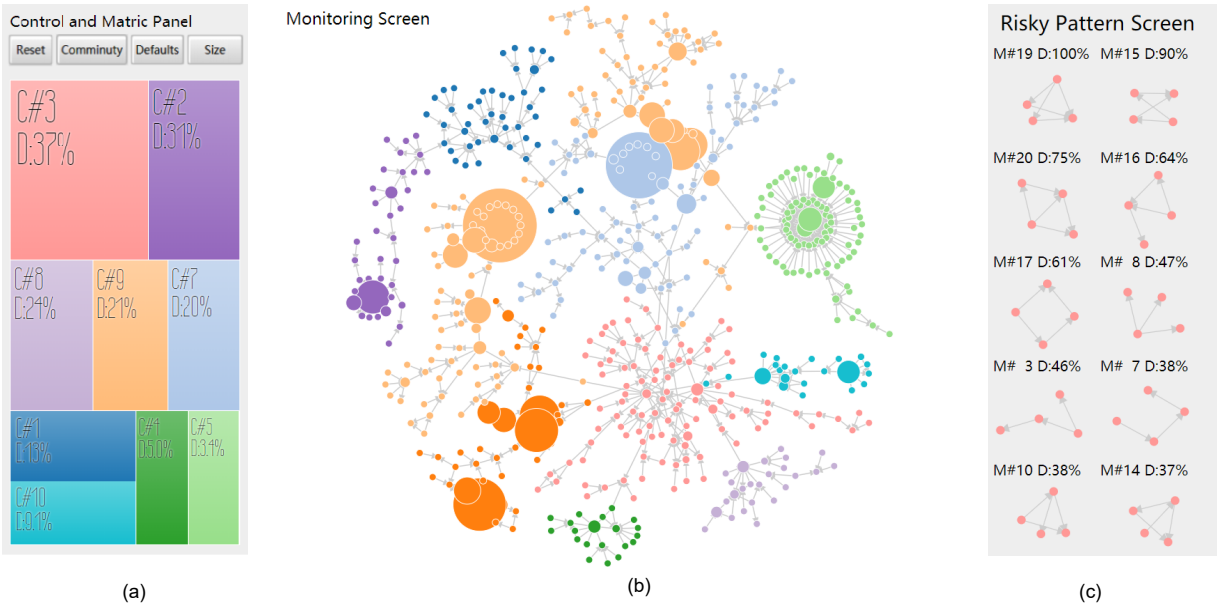 Control and Matric Panel
Reset Comminuty Defaults Size
C#3
D:37%
C#2
D:31%
C#8
D:24%
C#9
D:21%
C#7
D:20%
C#1
D:13%
C#4
D:5.0%
C#5
D:3.4%
C#10
D:9.1%
(a)
Monitoring Screen
(b)
Risky Pattern Screen
M#19 D:100% M#15 D:90%
M#20 D:75% M#16 D:64%
M#17 D:61% M# 8 D:47%
M# 3 D:46% M# 7 D:38%
M#10 D:38% M#14 D:37%
(c)